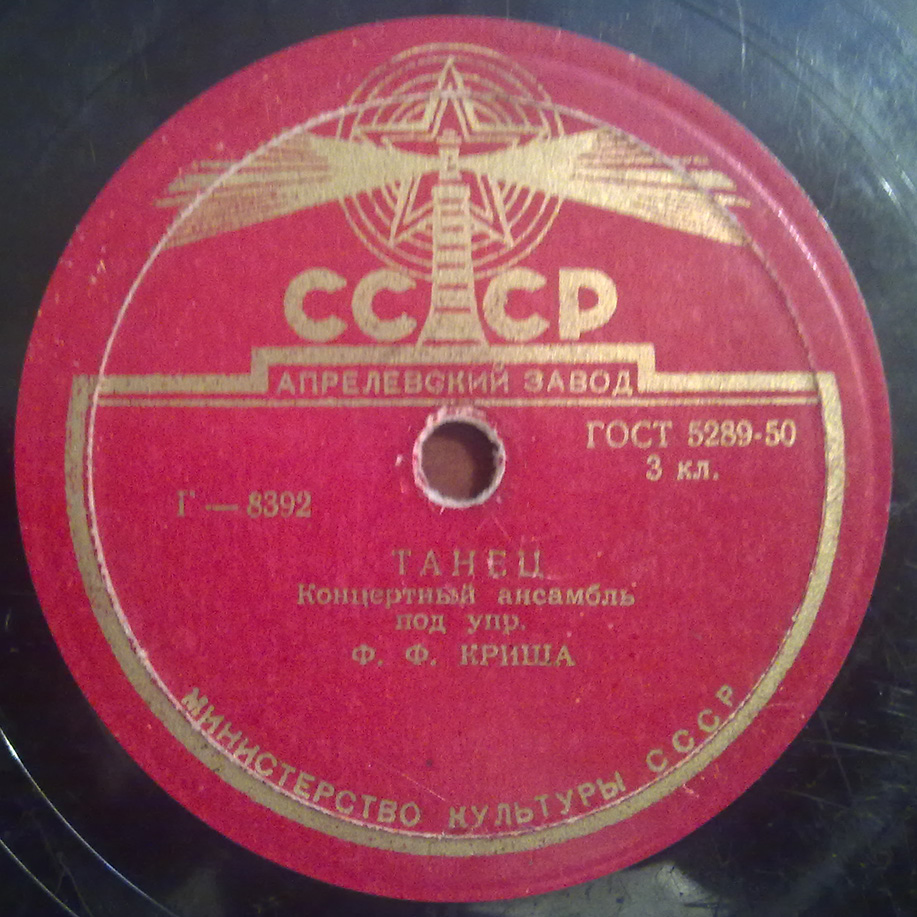 СССР
АПРЕЛЕВСКИЙ ЗАВОД
ГОСТ 5289-50
3 кл.
Г — 8392
ТАНЕЦ
Концертный ансамбль
под упр.
Ф. Ф. КРИША
МИНИСТЕРСТВО КУЛЬТУРЫ СССР